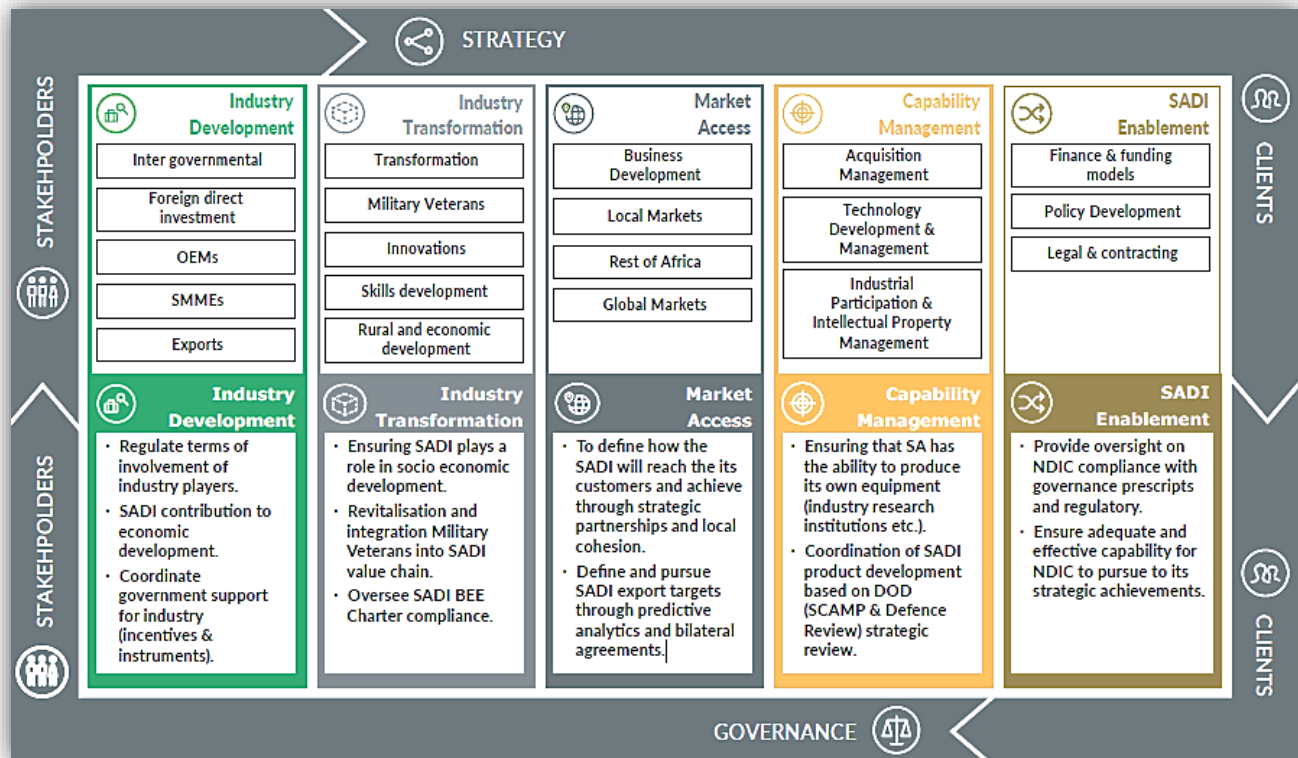 STRATEGY
STAKEHPOLDERS
CLIENTS
Industry
Development
Inter governmental
Foreign direct
investment
OEMs
SMMEs
Exports
Industry
Transformation
Transformation
Military Veterans
Innovations
Skills development
Rural and economic
development
Market
Access
Business
Development
Local Markets
Rest of Africa
Global Markets
Capability
Management
Acquisition
Management
Technology
Development &
Management
Industrial
Participation &
Intellectual Property
Management
SADI
Enablement
Finance & funding
models
Policy Development
Legal & contracting
STAKEHPOLDERS
CLIENTS
Industry
Development
· Regulate terms of
involvement of
industry players.
· SADI contribution to
economic
development.
· Coordinate
government support
for industry
(incentives &
instruments).
Industry
Transformation
· Ensuring SADI plays a
role in socio economic
development.
· Revitalisation and
integration Military
Veterans into SADI
value chain.
· Oversee SADI BEE
Charter compliance.
Market
Access
· To define how the
SADI will reach the its
customers and achieve
through strategic
partnerships and local
cohesion.
· Define and pursue
SADI export targets
through predictive
analytics and bilateral
agreements.
Capability
Management
· Ensuring that SA has
the ability to produce
its own equipment
(industry research
institutions etc.).
· Coordination of SADI
product development
based on DOD
(SCAMP & Defence
Review) strategic
review.
SADI
Enablement
· Provide oversight on
NDIC compliance with
governance prescripts
and regulatory.
· Ensure adequate and
effective capability for
NDIC to pursue to its
strategic achievements.
GOVERNANCE